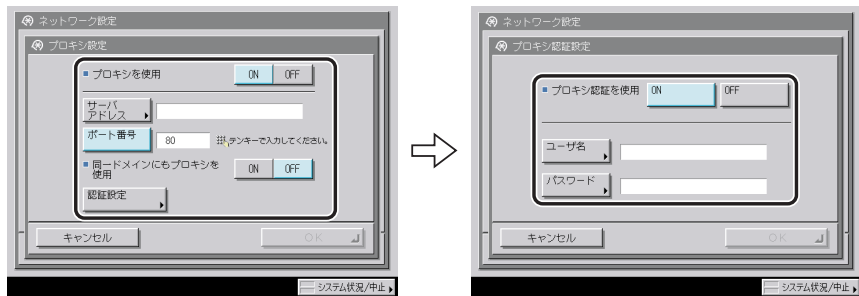 ネットワーク設定
プロキシ設定
プロキシを使用 ON OFF
サーバ
アドレス
ポート番号 80 テンキーで入力してください。
同一ドメインにもプロキシを
使用 ON OFF
認証設定
キャンセル OK
システム状況/中止
ネットワーク設定
プロキシ認証設定
プロキシ認証を使用 ON OFF
ユーザ名
パスワード
キャンセル OK
システム状況/中止